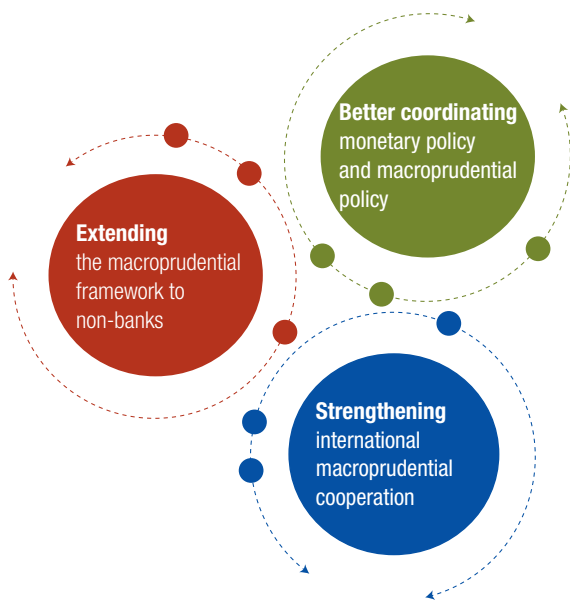 Better coordinating
monetary policy
and macroprudential
policy
Extending
the macroprudential
framework to
non-banks
Strengthening
international
macroprudential
cooperation